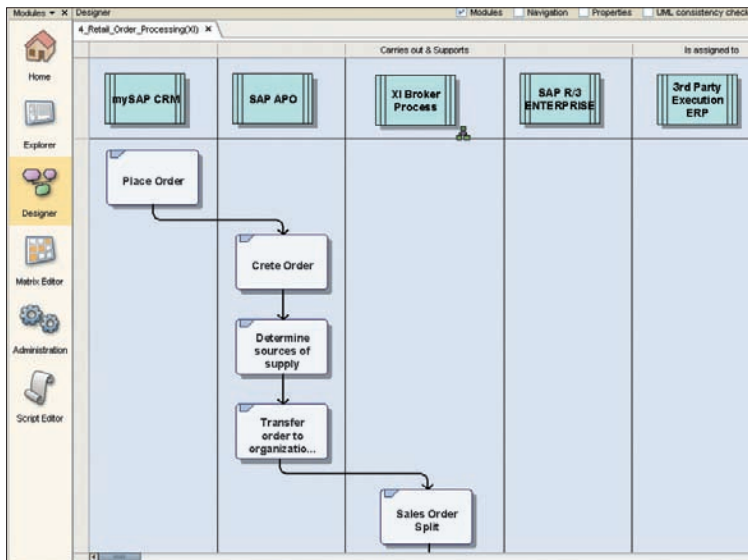 Modules ▾ X Designer Modules Navigation Properties UML consistency check
4_Retail_Order_Processing(XI) X
Carries out & Supports Is assigned to
Home
Explorer
Designer
Matrix Editor
Administration
Script Editor
mySAP CRM
SAP APO
XI Broker
Process
SAP R/3
ENTERPRISE
3rd Party
Execution
ERP
Place Order
Crete Order
Determine
sources of
supply
Transfer
order to
organizatio...
Sales Order
Split